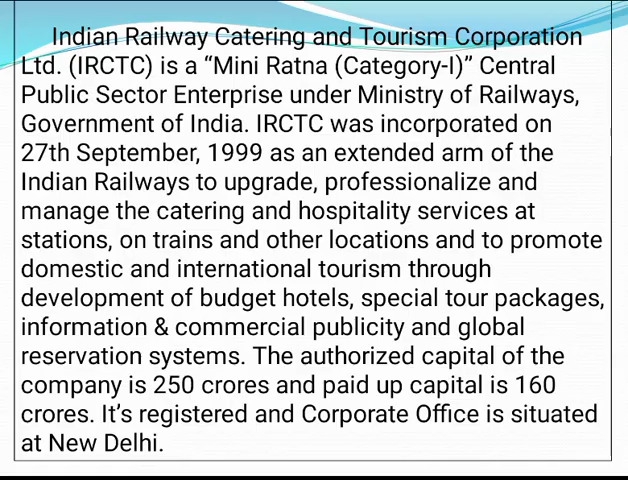 Indian Railway Catering and Tourism Corporation
Ltd. (IRCTC) is a “Mini Ratna (Category-I)” Central
Public Sector Enterprise under Ministry of Railways,
Government of India. IRCTC was incorporated on
27th September, 1999 as an extended arm of the
Indian Railways to upgrade, professionalize and
manage the catering and hospitality services at
stations, on trains and other locations and to promote
domestic and international tourism through
development of budget hotels, special tour packages,
information & commercial publicity and global
reservation systems. The authorized capital of the
company is 250 crores and paid up capital is 160
crores. It’s registered and Corporate Office is situated
at New Delhi.